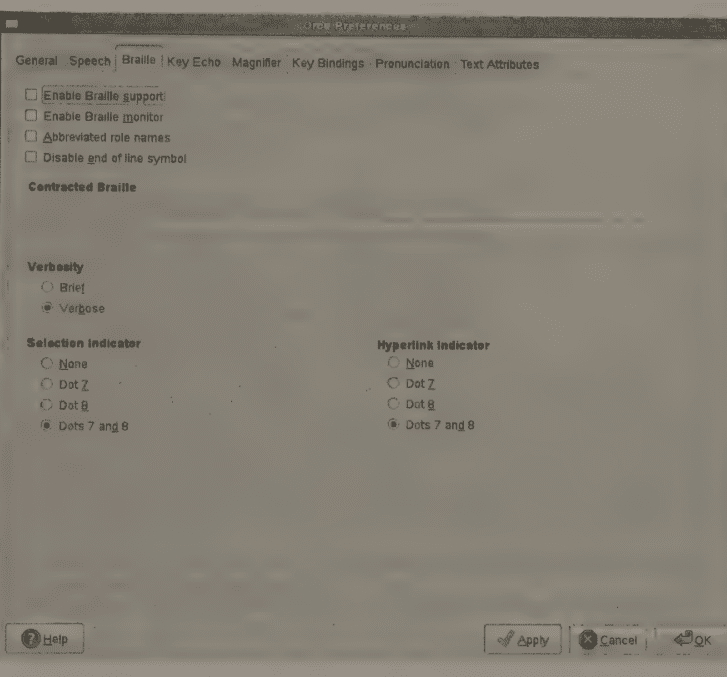 Orca Preferences
General Speech Braille Key Echo Magnifier Key Bindings Pronunciation Text Attributes
Enable Braille support
Enable Braille monitor
Abbreviated role names
Disable end of line symbol
Contracted Braille
Verbosity
Brief
Verbose
Selection Indicator
None
Dot 7
Dot 8
Dots 7 and 8
Hyperlink Indicator
None
Dot 7
Dot 8
Dots 7 and 8
Help Apply Cancel OK